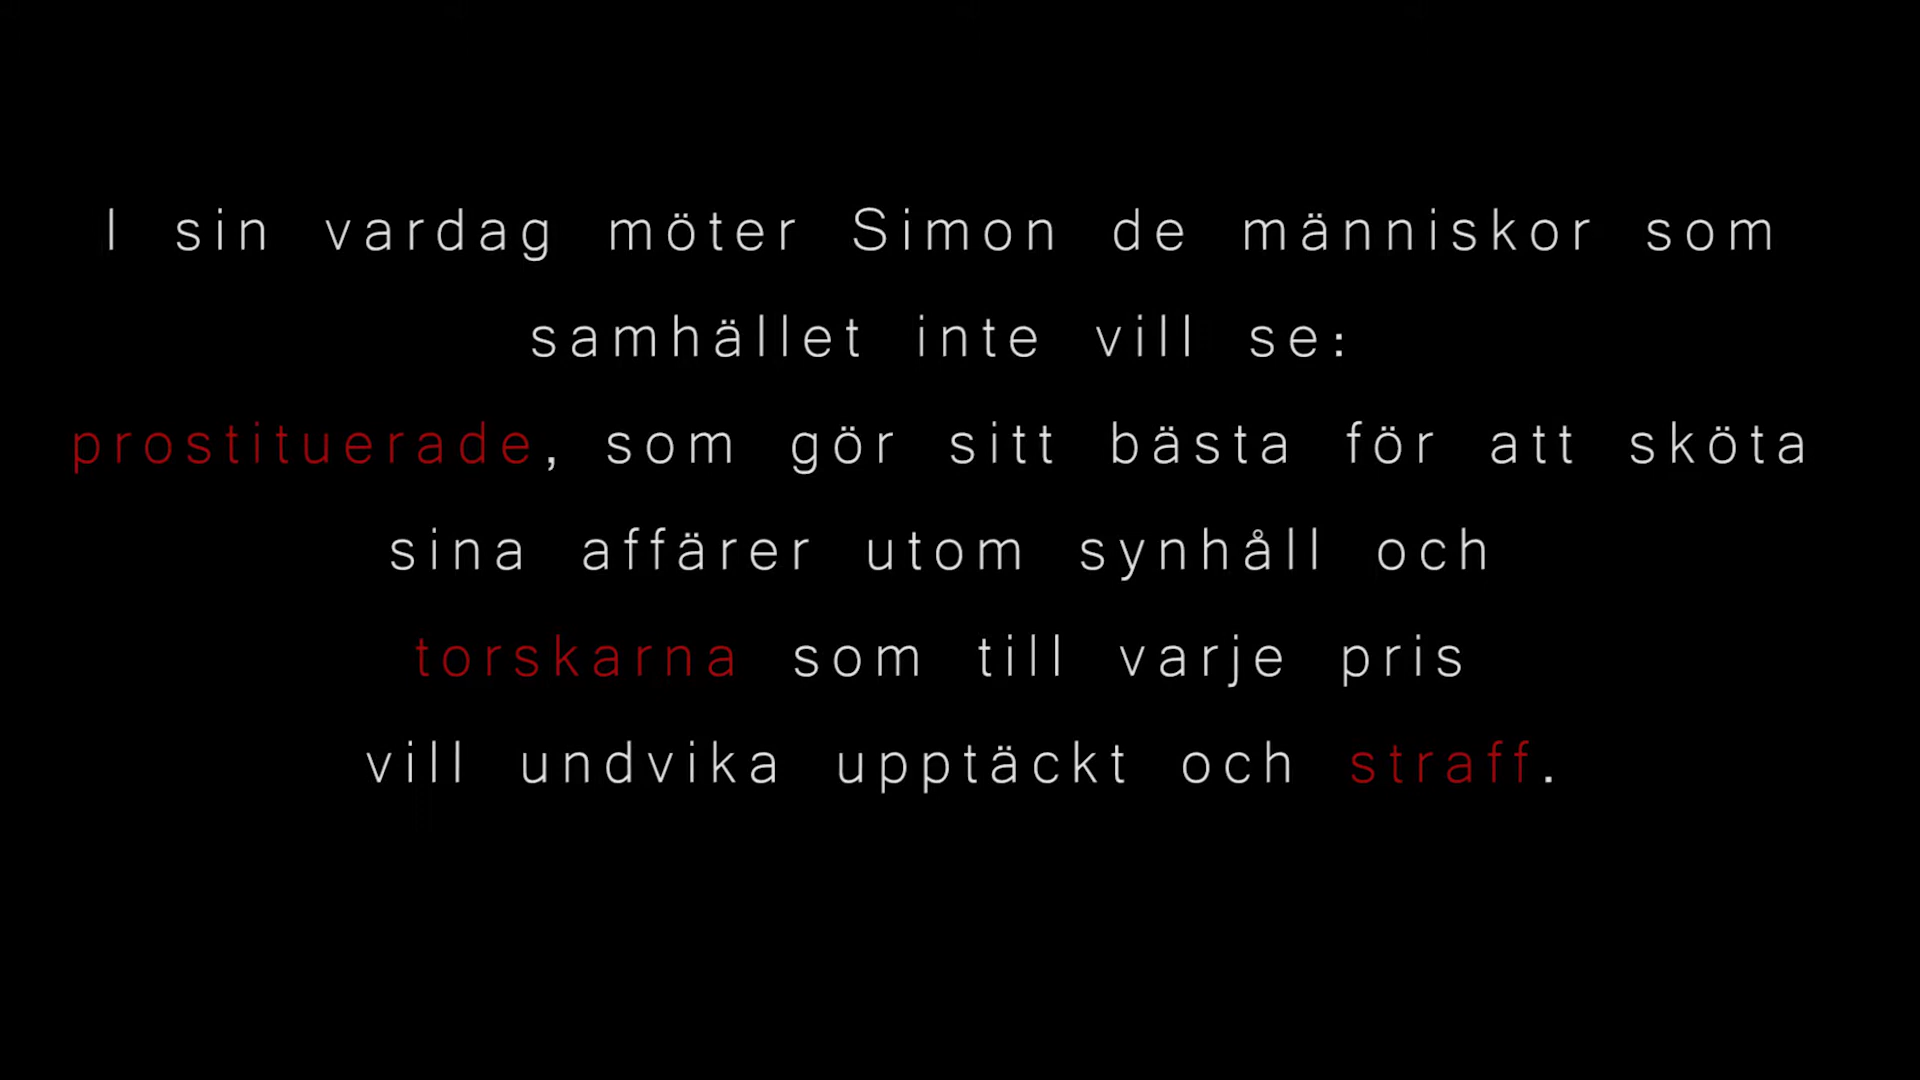 I sin vardag möter Simon de människor som
samhället inte vill se:
prostituerade, som gör sitt bästa för att sköta
sina affärer utom synhåll och
torskarna som till varje pris
vill undvika upptäckt och straff.